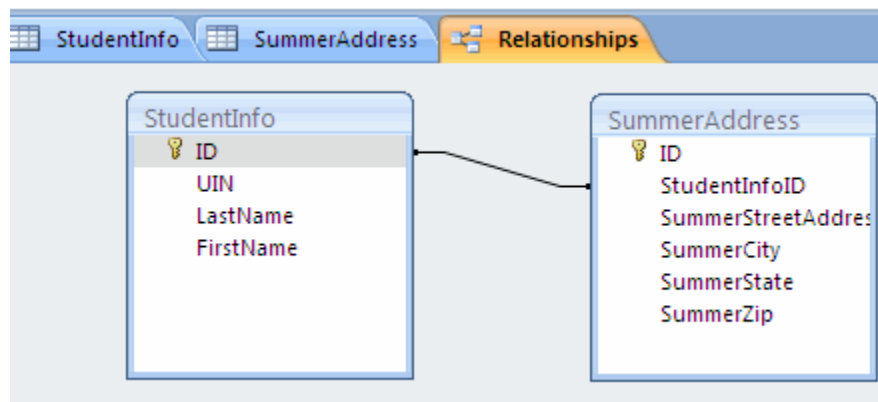 StudentInfo SummerAddress Relationships
StudentInfo
ID
UIN
LastName
FirstName
SummerAddress
ID
StudentInfoID
SummerStreetAddres
SummerCity
SummerState
SummerZip